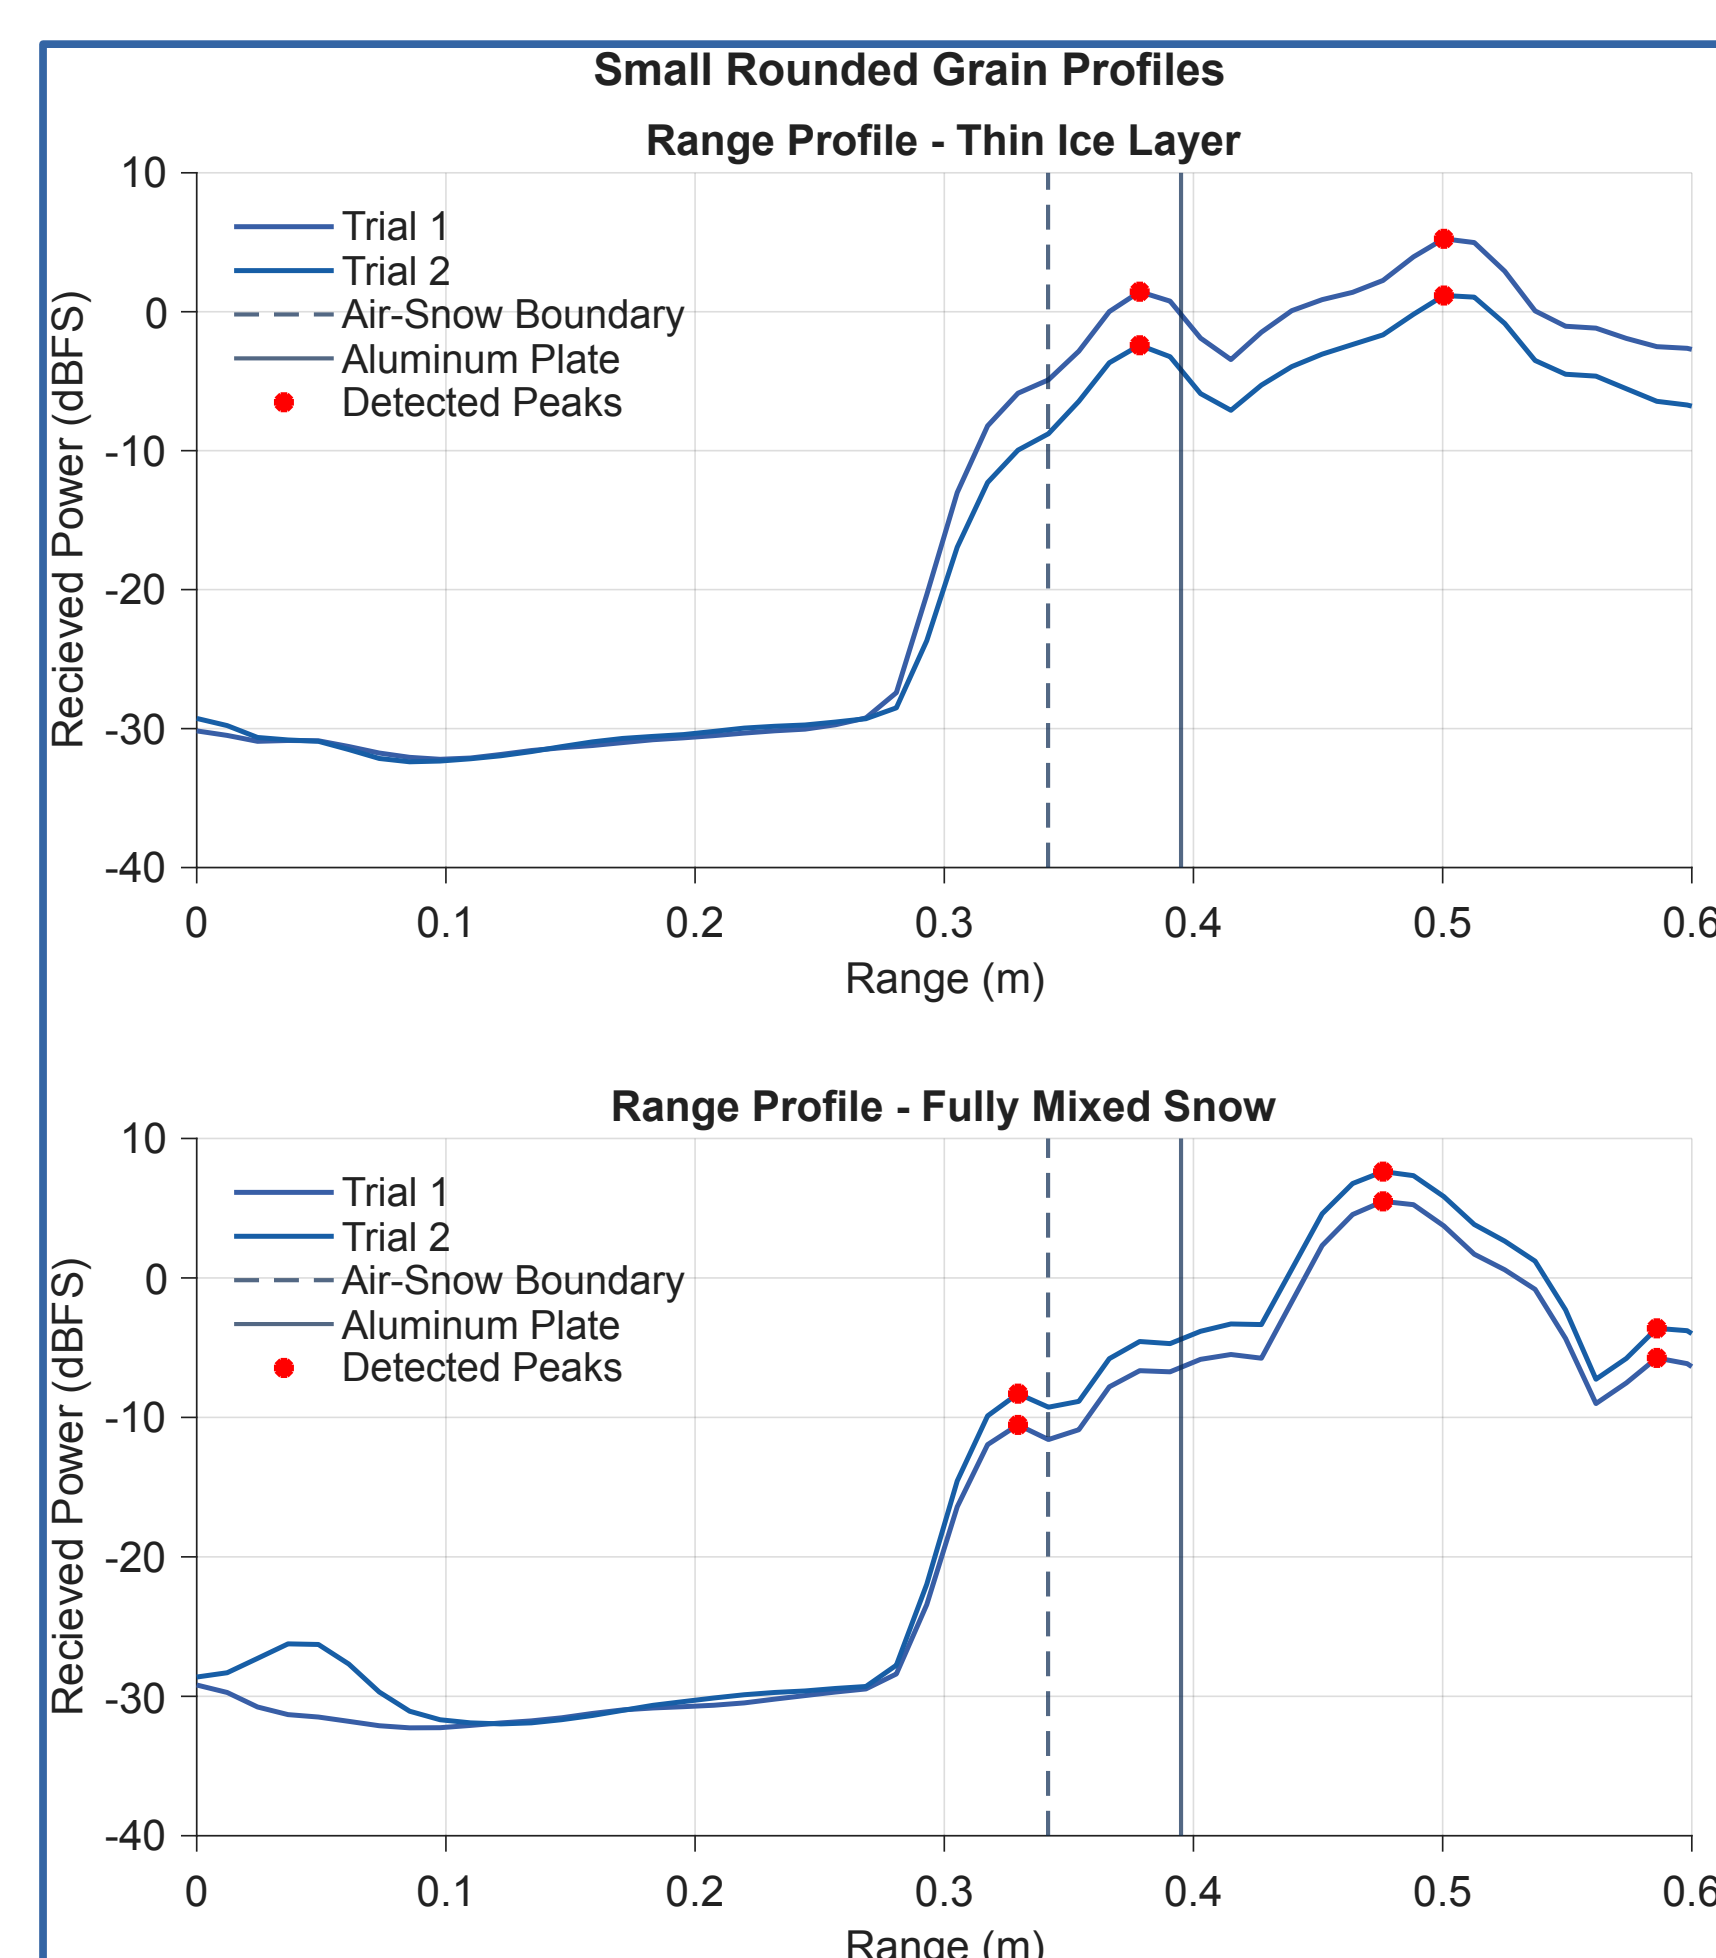 Small Rounded Grain Profiles
Range Profile - Thin Ice Layer
Recieved Power (dBFS)
10
0
-10
-20
-30
-40
Trial 1
Trial 2
Air-Snow Boundary
Aluminum Plate
Detected Peaks
0 0.1 0.2 0.3 0.4 0.5 0.6
Range (m)
Range Profile - Fully Mixed Snow
Recieved Power (dBFS)
10
0
-10
-20
-30
-40
Trial 1
Trial 2
Air-Snow Boundary
Aluminum Plate
Detected Peaks
0 0.1 0.2 0.3 0.4 0.5 0.6
Range (m)